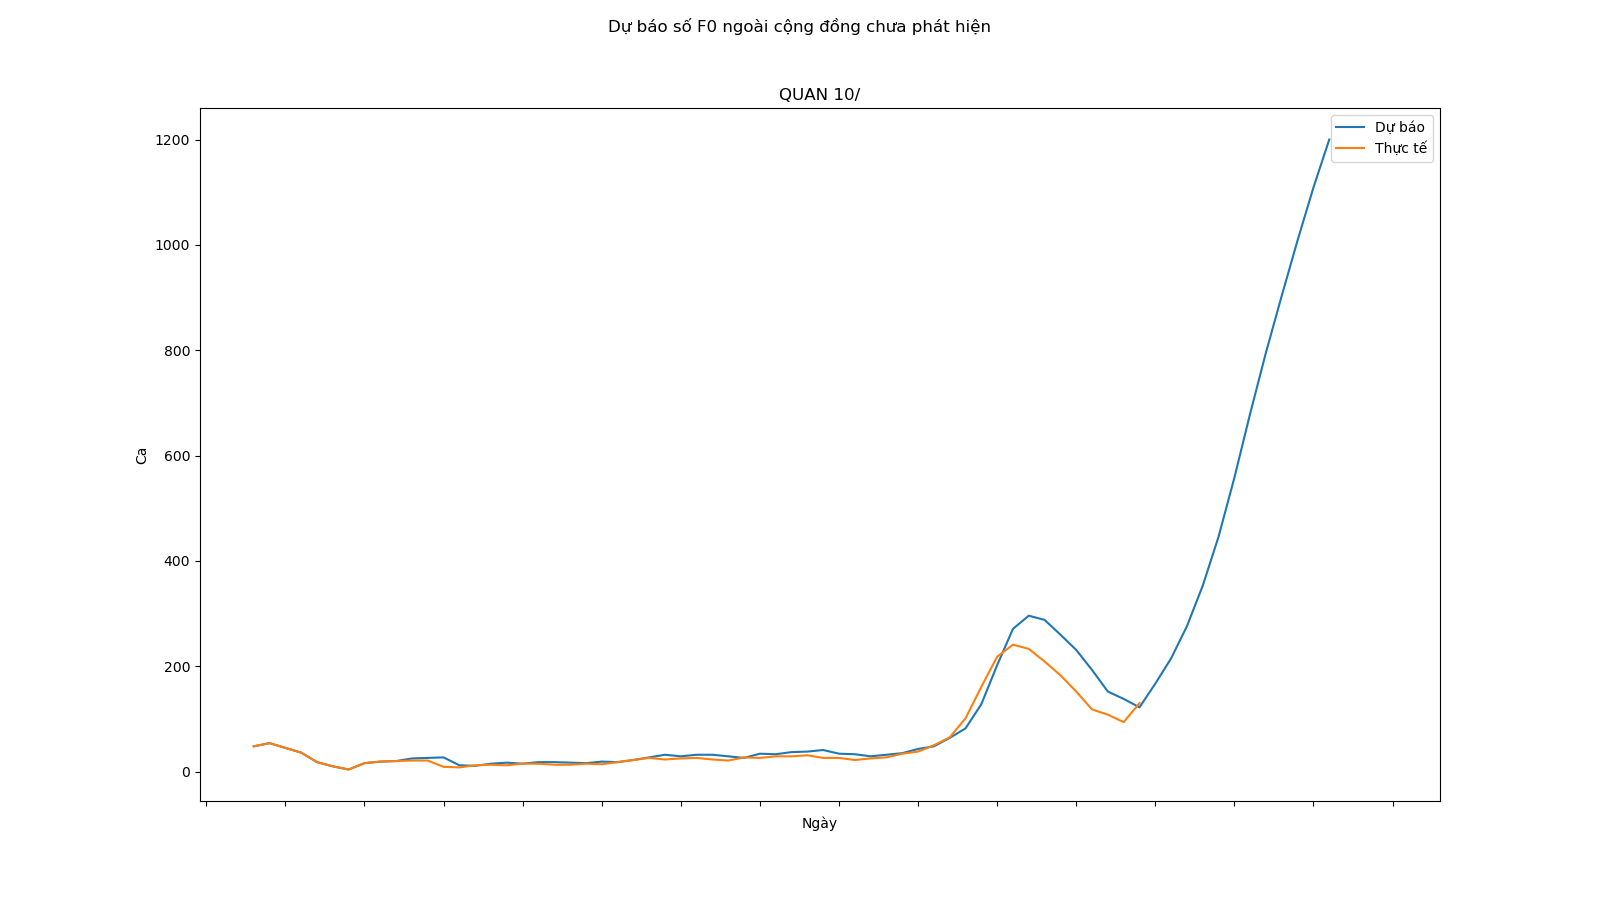 Dự báo số F0 ngoài cộng đồng chưa phát hiện
QUAN 10/
Dự báo
Thực tế
1200
1000
800
600
400
200
0
Ca
Ngày